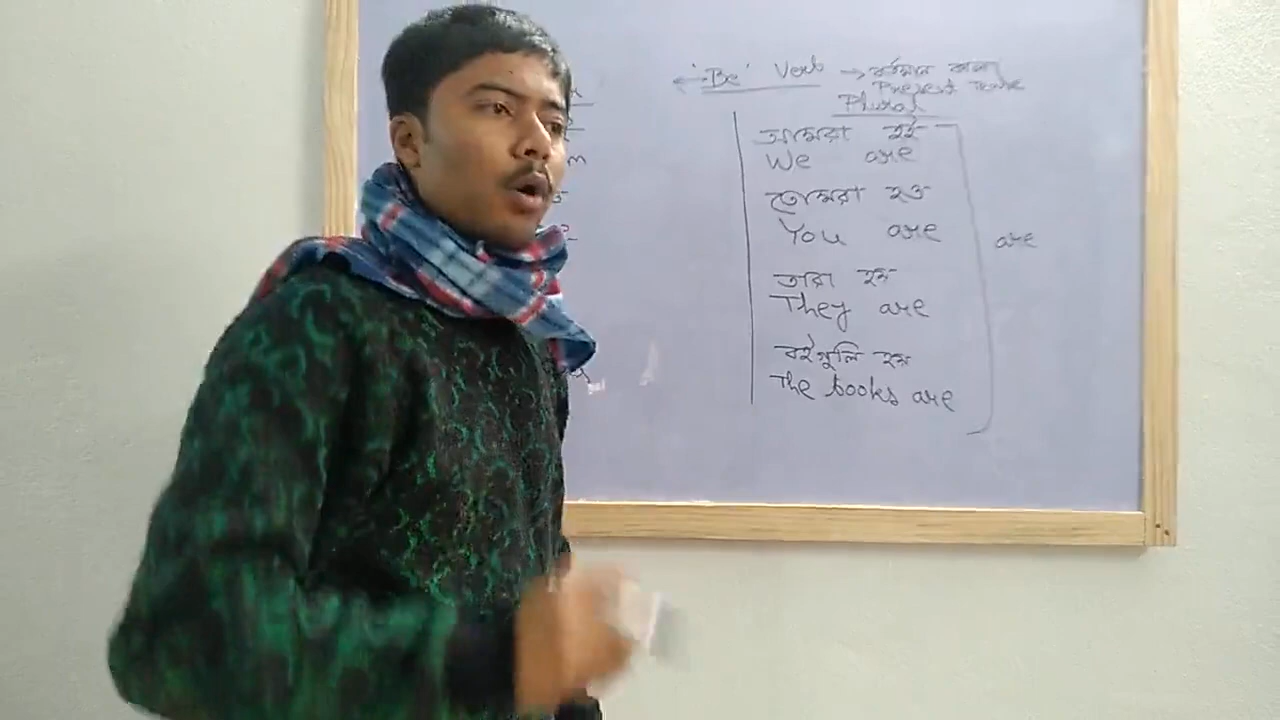 'Be' Verb → বর্তমান কাল
Present Tense
Plural
আমরা হই
We are
তোমরা হও
You are
are
তারা হয়
They are
বইগুলি হয়
The books are